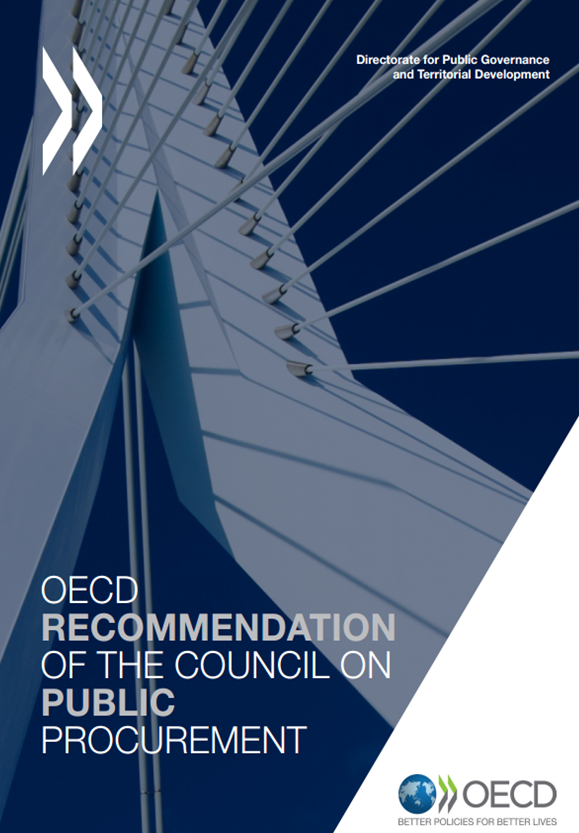 Directorate for Public Governance
and Territorial Development
OECD
RECOMMENDATION
OF THE COUNCIL ON
PUBLIC
PROCUREMENT
OECD
BETTER POLICIES FOR BETTER LIVES